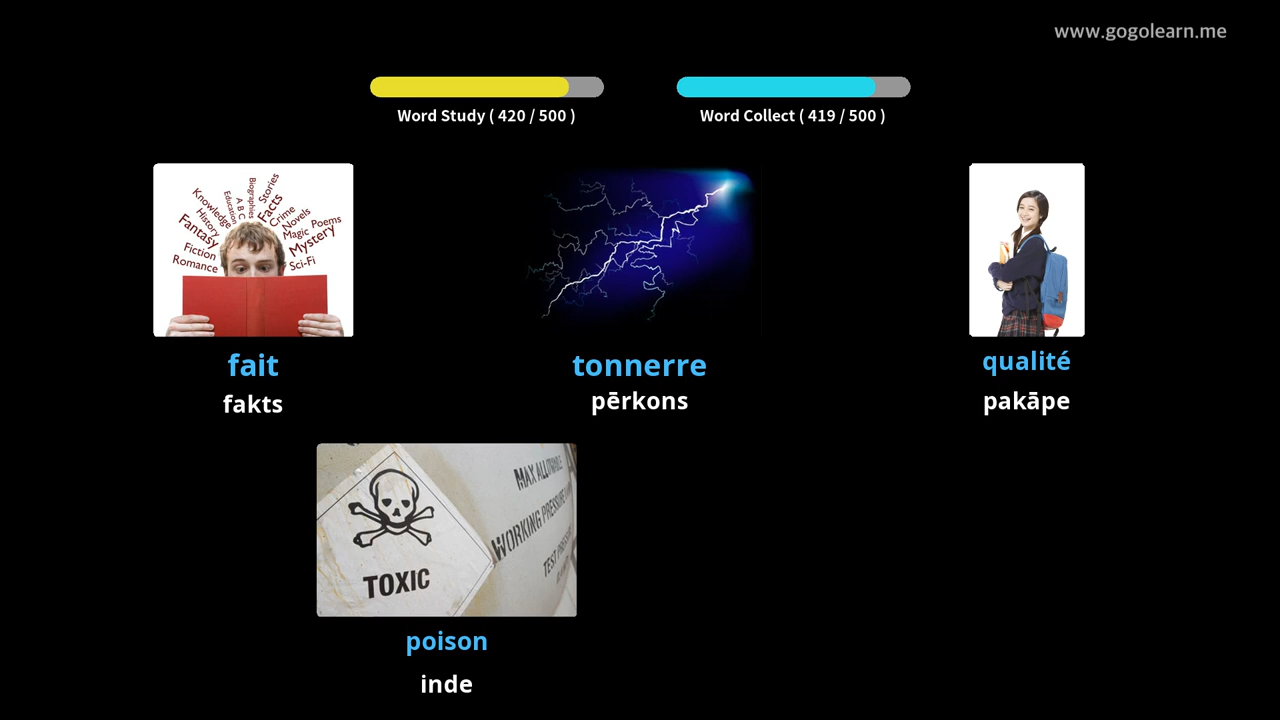 www.gogolearn.me
Word Study ( 420 / 500 )
Word Collect ( 419 / 500 )
Stories
Biographies
Facts
A B C
Education
Crime
Knowledge
Novels
History
Poems
Magic
Fantasy
Mystery
Fiction
Sci-Fi
Romance
fait
tonnerre
qualité
fakts
pērkons
pakāpe
MAX ALLOWABLE
WORKING PRESSURE
TEST
TOXIC
poison
inde